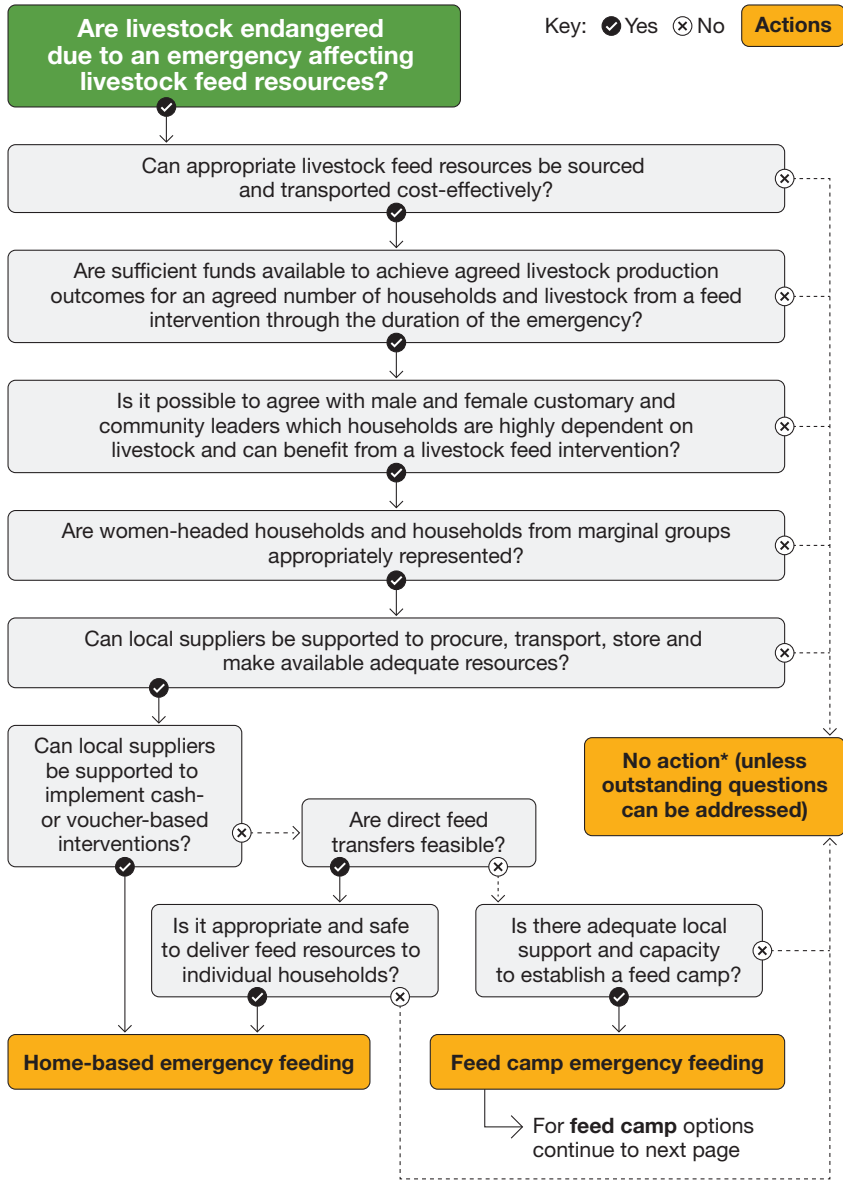 Are livestock endangered
due to an emergency affecting
livestock feed resources?
Key: Yes No Actions
Can appropriate livestock feed resources be sourced
and transported cost-effectively?
Are sufficient funds available to achieve agreed livestock production
outcomes for an agreed number of households and livestock from a feed
intervention through the duration of the emergency?
Is it possible to agree with male and female customary and
community leaders which households are highly dependent on
livestock and can benefit from a livestock feed intervention?
Are women-headed households and households from marginal groups
appropriately represented?
Can local suppliers be supported to procure, transport, store and
make available adequate resources?
Can local suppliers
be supported to
implement cash-
or voucher-based
interventions?
No action* (unless
outstanding questions
can be addressed)
Are direct feed
transfers feasible?
Is it appropriate and safe
to deliver feed resources to
individual households?
Is there adequate local
support and capacity
to establish a feed camp?
Home-based emergency feeding
Feed camp emergency feeding
For feed camp options
continue to next page